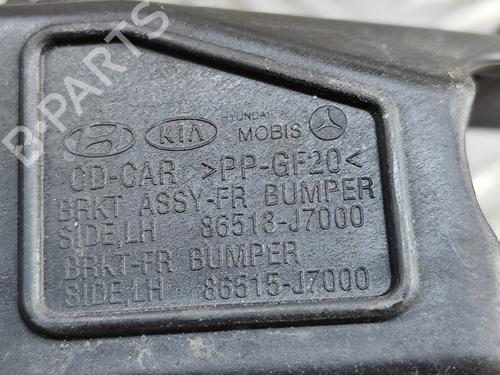 B-PARTS
KIA HYUNDAI MOBIS
CD-CAR >PP-GF20<
BRKT ASSY-FR BUMPER
SIDE,LH 86513-J7000
BRKT-FR BUMPER
SIDE,LH 86515-J7000